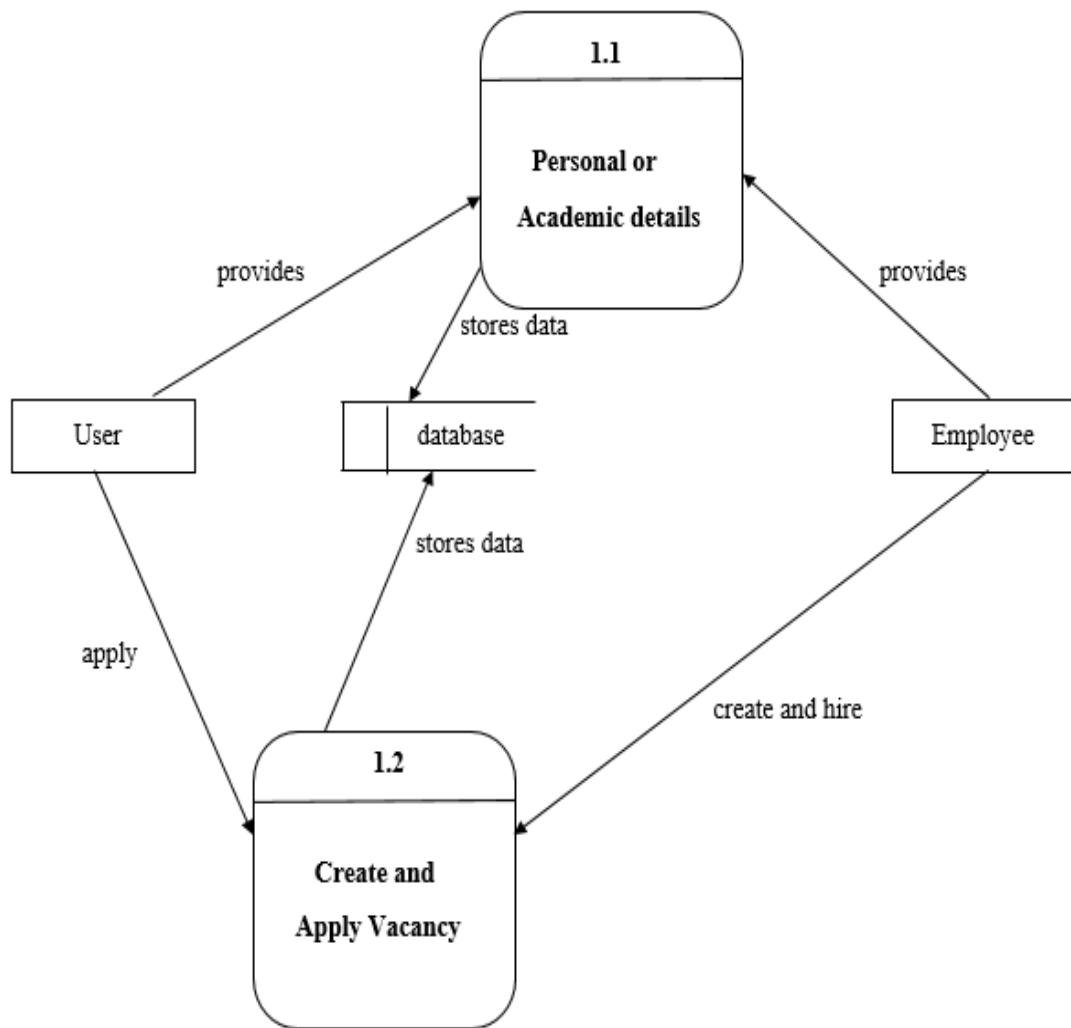 1.1
Personal or
Academic details
provides
provides
stores data
User
database
Employee
stores data
apply
create and hire
1.2
Create and
Apply Vacancy